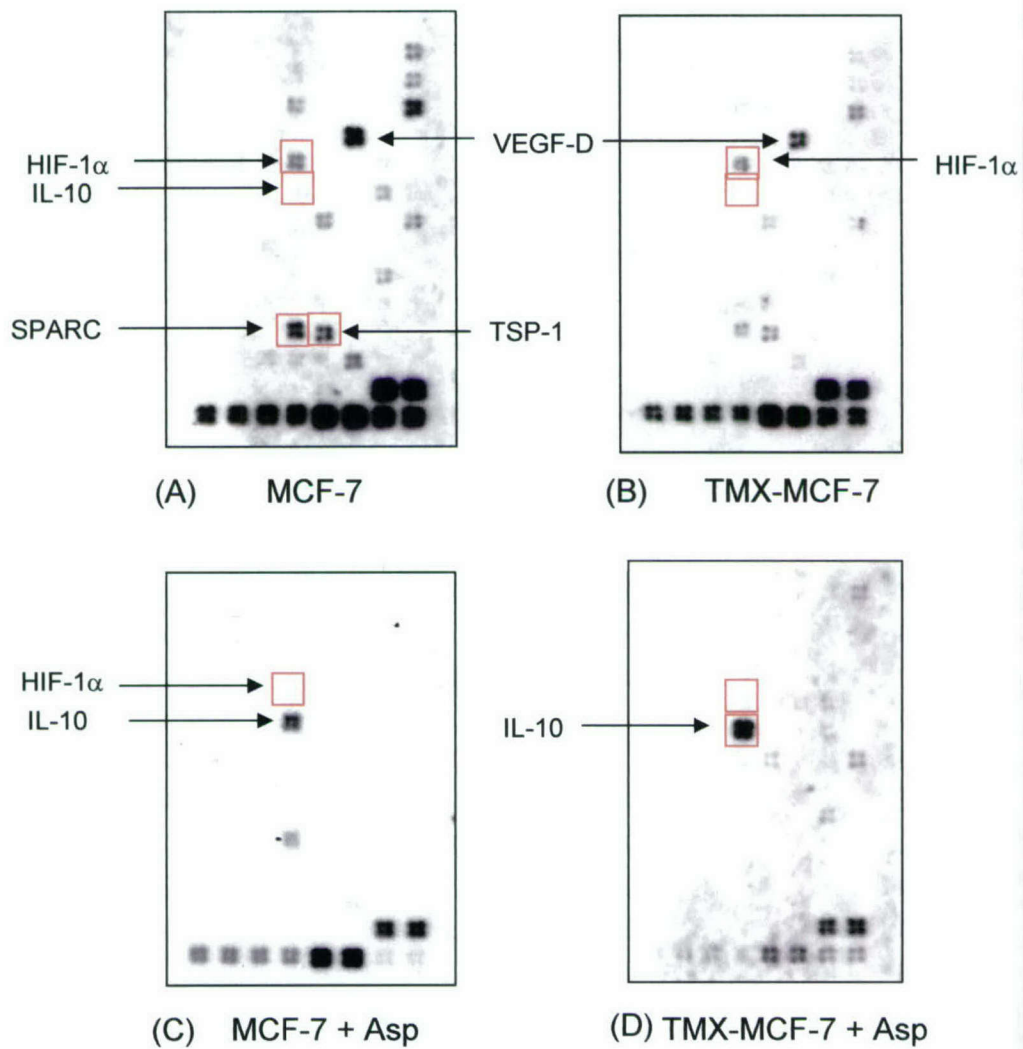 VEGF-D
HIF-1α
IL-10
HIF-1α
SPARC
TSP-1
(A) MCF-7
(B) TMX-MCF-7
HIF-1α
IL-10
IL-10
(C) MCF-7 + Asp
(D) TMX-MCF-7 + Asp